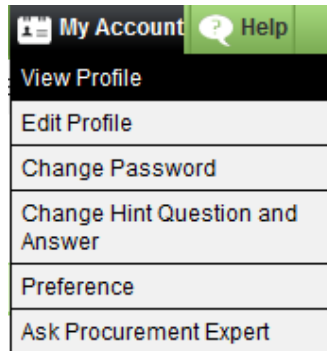 My Account Help
View Profile
Edit Profile
Change Password
Change Hint Question and
Answer
Preference
Ask Procurement Expert